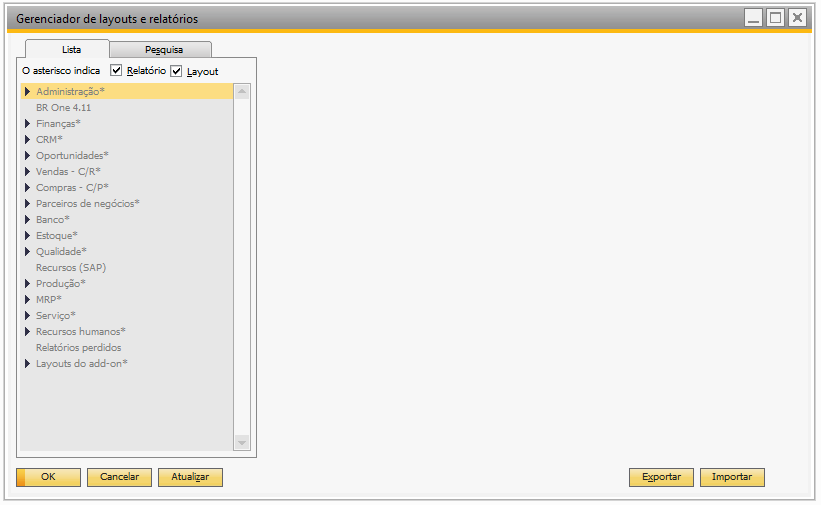 Gerenciador de layouts e relatórios
Lista Pesquisa
O asterisco indica Relatório Layout
Administração*
BR One 4.11
Finanças*
CRM*
Oportunidades*
Vendas - C/R*
Compras - C/P*
Parceiros de negócios*
Banco*
Estoque*
Qualidade*
Recursos (SAP)
Produção*
MRP*
Serviço*
Recursos humanos*
Relatórios perdidos
Layouts do add-on*
OK Cancelar Atualizar Exportar Importar